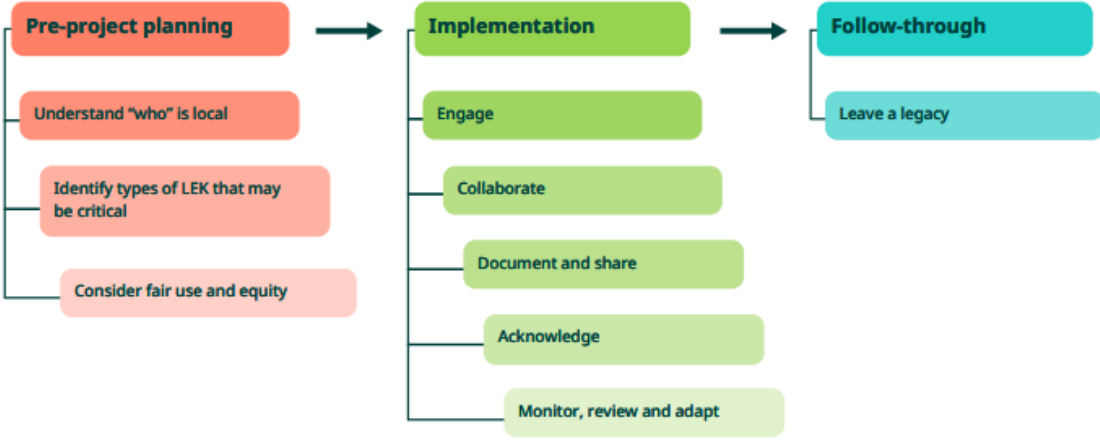 Pre-project planning
Understand “who” is local
Identify types of LEK that may
be critical
Consider fair use and equity
Implementation
Engage
Collaborate
Document and share
Acknowledge
Monitor, review and adapt
Follow-through
Leave a legacy